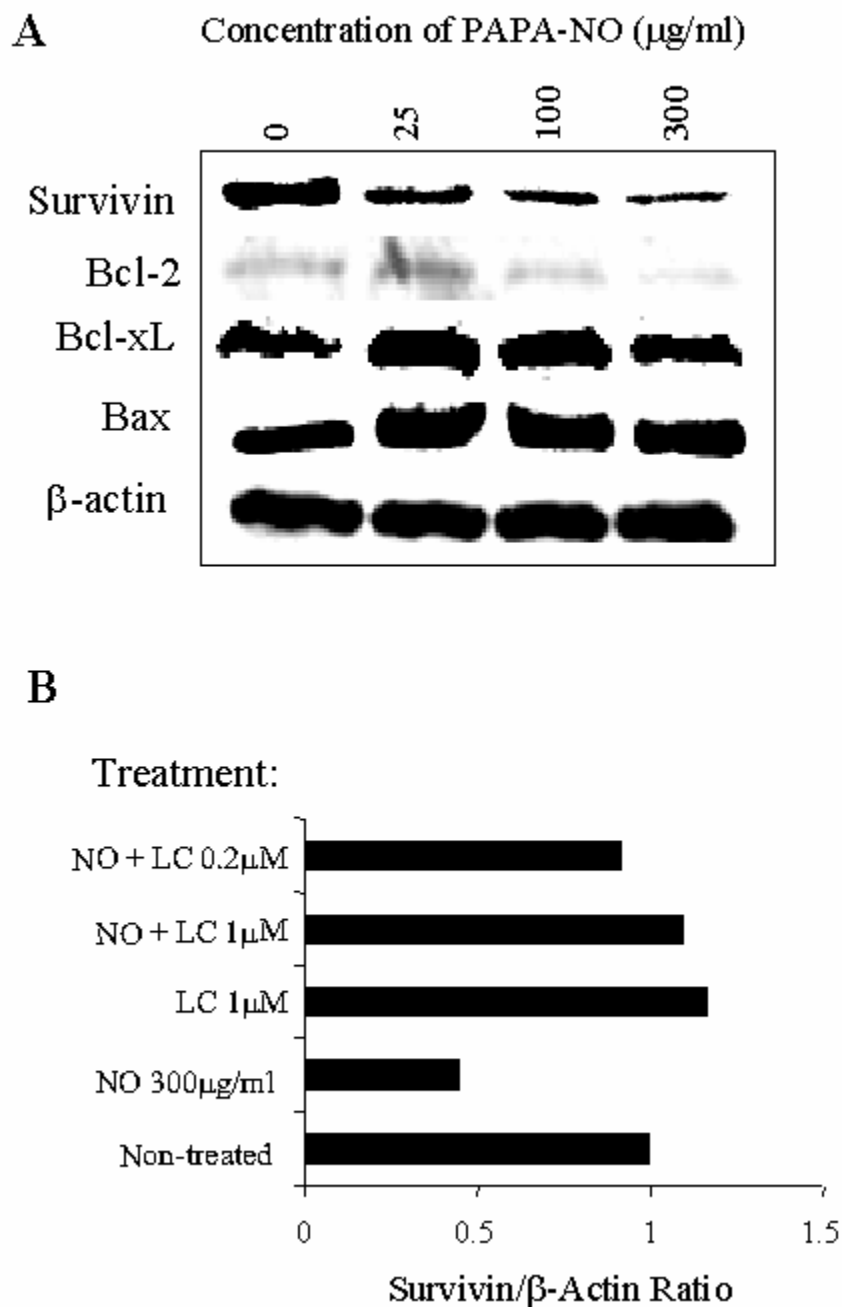 A
Concentration of PAPA-NO (μg/ml)
0 25 100 300
Survivin
Bcl-2
Bcl-xL
Bax
β-actin
B
Treatment:
NO + LC 0.2μM
NO + LC 1μM
LC 1μM
NO 300μg/ml
Non-treated
0 0.5 1 1.5
Survivin/β-Actin Ratio